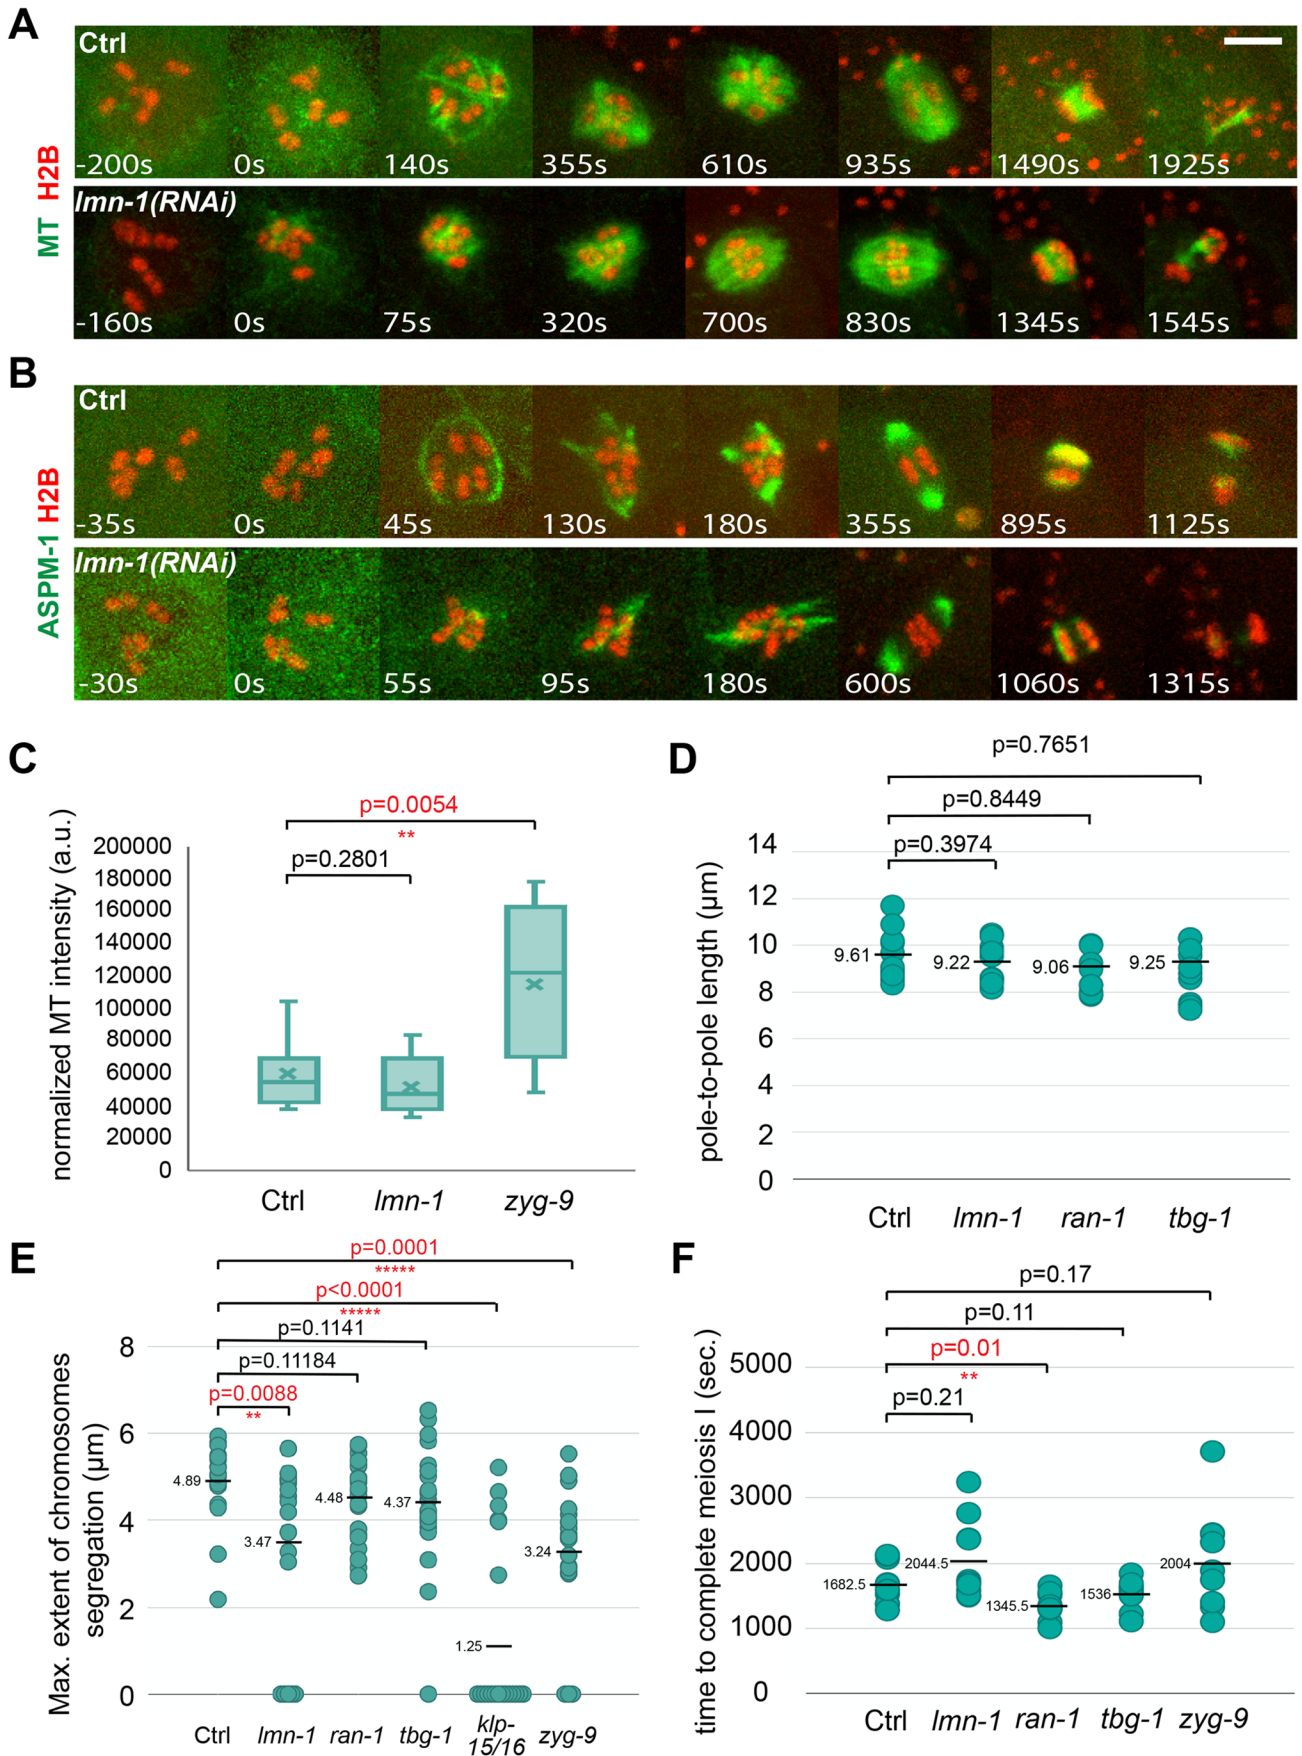 A
Ctrl
-200s 0s 140s 355s 610s 935s 1490s 1925s
MT H2B
lmn-1(RNAi)
-160s 0s 75s 320s 700s 830s 1345s 1545s
B
Ctrl
-35s 0s 45s 130s 180s 355s 895s 1125s
ASPM-1 H2B
lmn-1(RNAi)
-30s 0s 55s 95s 180s 600s 1060s 1315s
C
normalized MT intensity (a.u.)
p=0.0054
**
p=0.2801
200000
180000
160000
140000
120000
100000
80000
60000
40000
20000
0
Ctrl lmn-1 zyg-9
D
pole-to-pole length (µm)
p=0.7651
p=0.8449
p=0.3974
14
12
10
8
6
4
2
0
9.61 9.22 9.06 9.25
Ctrl lmn-1 ran-1 tbg-1
E
Max. extent of chromosomes
segregation (µm)
p=0.0001
*****
p<0.0001
*****
p=0.1141
p=0.11184
p=0.0088
**
8
6
4
2
0
4.89 3.47 4.48 4.37 1.25 3.24
Ctrl lmn-1 ran-1 tbg-1 klp-
15/16 zyg-9
F
time to complete meiosis I (sec.)
p=0.17
p=0.11
p=0.01
**
p=0.21
5000
4000
3000
2000
1000
0
1682.5 2044.5 1345.5 1536 2004
Ctrl lmn-1 ran-1 tbg-1 zyg-9